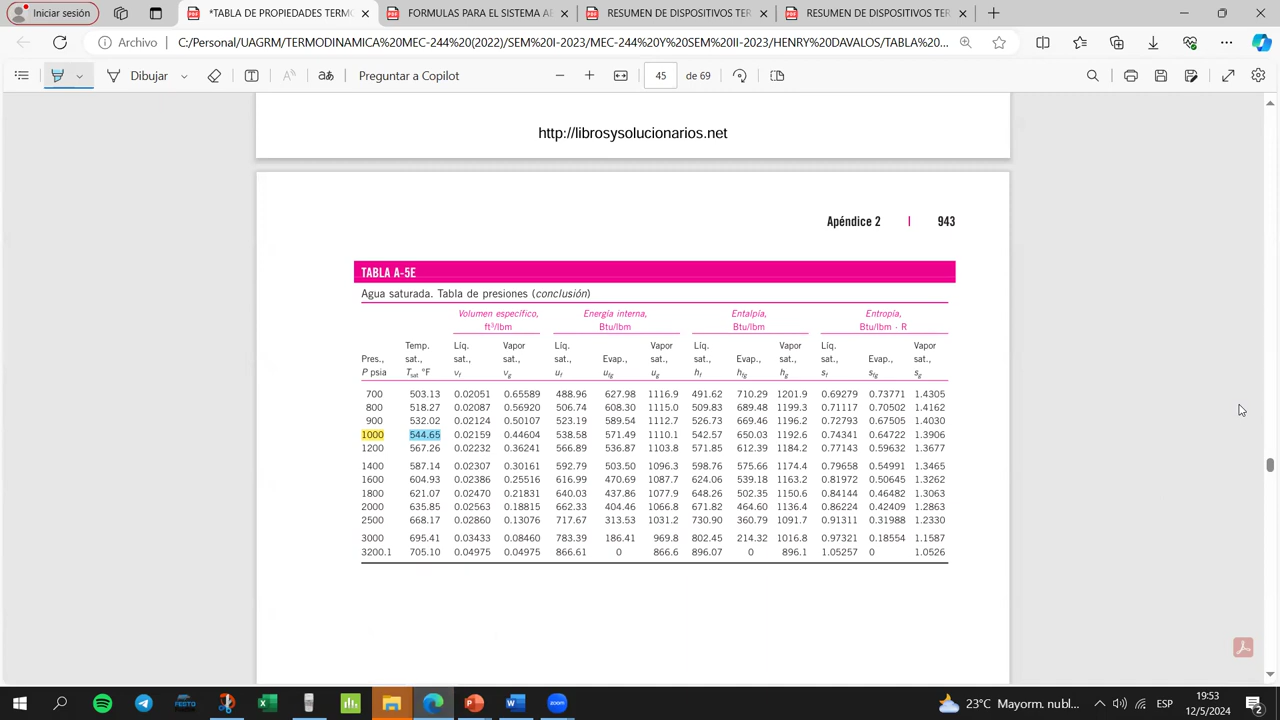 Iniciar sesión
*TABLA DE PROPIEDADES TERMO
FORMULAS PARA EL SISTEMA AE
RESUMEN DE DISPOSITIVOS TER
RESUMEN DE DISPOSITIVOS TER
Archivo
C:/Personal/UAGRM/TERMODINAMICA%20MEC-244%20(2022)/SEM%20I-2023/MEC-244%20Y%20SEM%20II-2023/HENRY%20DAVALOS/TABLA%20...
Dibujar
Preguntar a Copilot
45 de 69
http://librosysolucionarios.net
Apéndice 2 | 943
TABLA A-5E
Agua saturada. Tabla de presiones (conclusión)
Volumen específico, Energía interna, Entalpía, Entropía,
ft³/lbm Btu/lbm Btu/lbm Btu/lbm · R
Temp. Líq. Vapor Líq. Vapor Líq. Vapor Líq. Vapor
Pres., sat., sat., sat., sat., Evap., sat., sat., Evap., sat., sat., Evap., sat.,
P psia Tsat °F vf vg uf ufg ug hf hfg hg sf sfg sg
700 503.13 0.02051 0.65589 488.96 627.98 1116.9 491.62 710.29 1201.9 0.69279 0.73771 1.4305
800 518.27 0.02087 0.56920 506.74 608.30 1115.0 509.83 689.48 1199.3 0.71117 0.70502 1.4162
900 532.02 0.02124 0.50107 523.19 589.54 1112.7 526.73 669.46 1196.2 0.72793 0.67505 1.4030
1000 544.65 0.02159 0.44604 538.58 571.49 1110.1 542.57 650.03 1192.6 0.74341 0.64722 1.3906
1200 567.26 0.02232 0.36241 566.89 536.87 1103.8 571.85 612.39 1184.2 0.77143 0.59632 1.3677
1400 587.14 0.02307 0.30161 592.79 503.50 1096.3 598.76 575.66 1174.4 0.79658 0.54991 1.3465
1600 604.93 0.02386 0.25516 616.99 470.69 1087.7 624.06 539.18 1163.2 0.81972 0.50645 1.3262
1800 621.07 0.02470 0.21831 640.03 437.86 1077.9 648.26 502.35 1150.6 0.84144 0.46482 1.3063
2000 635.85 0.02563 0.18815 662.33 404.46 1066.8 671.82 464.60 1136.4 0.86224 0.42409 1.2863
2500 668.17 0.02860 0.13076 717.67 313.53 1031.2 730.90 360.79 1091.7 0.91311 0.31988 1.2330
3000 695.41 0.03433 0.08460 783.39 186.41 969.8 802.45 214.32 1016.8 0.97321 0.18554 1.1587
3200.1 705.10 0.04975 0.04975 866.61 0 866.6 896.07 0 896.1 1.05257 0 1.0526
FESTO
zoom
23°C Mayorm. nubl...
ESP
19:53
12/5/2024
2